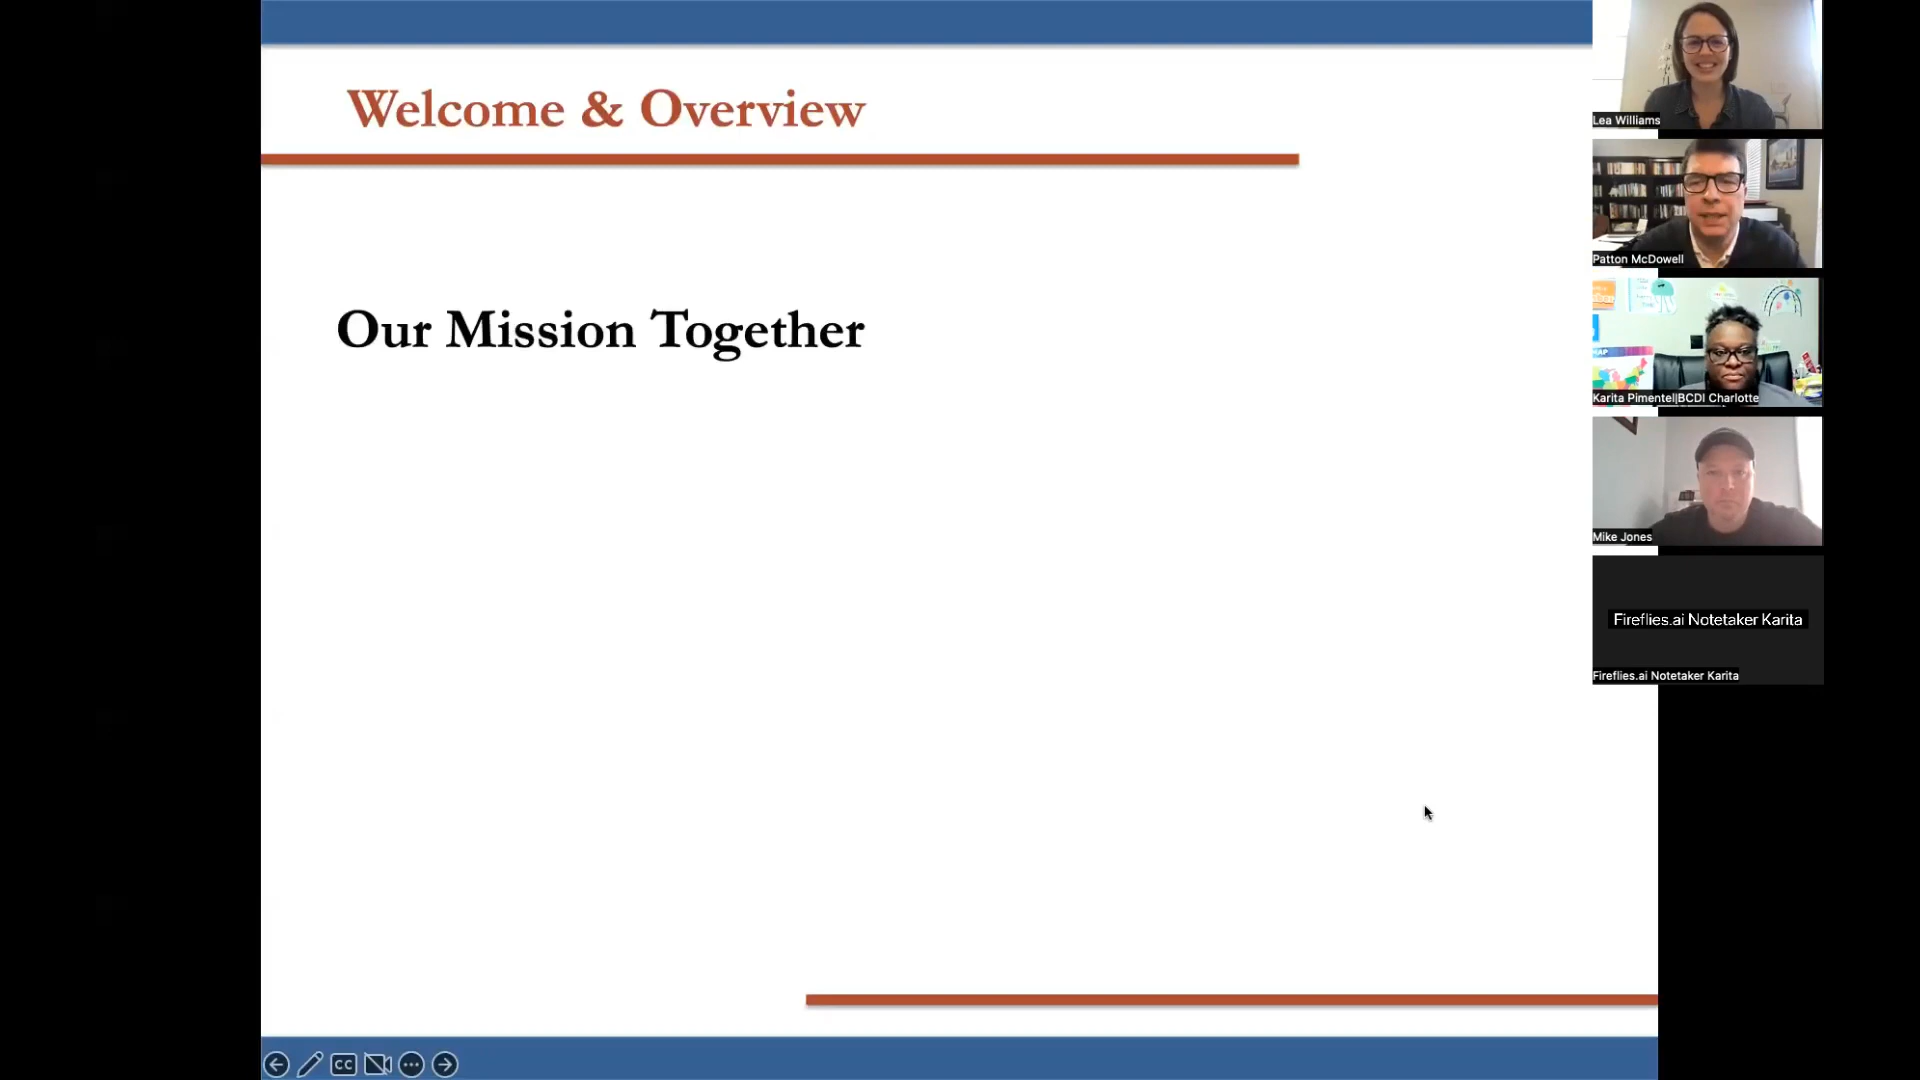 Welcome & Overview
Our Mission Together
Lea Williams
Patton McDowell
Karita Pimentel|BCDI Charlotte
Mike Jones
Fireflies.ai Notetaker Karita
Fireflies.ai Notetaker Karita
CC